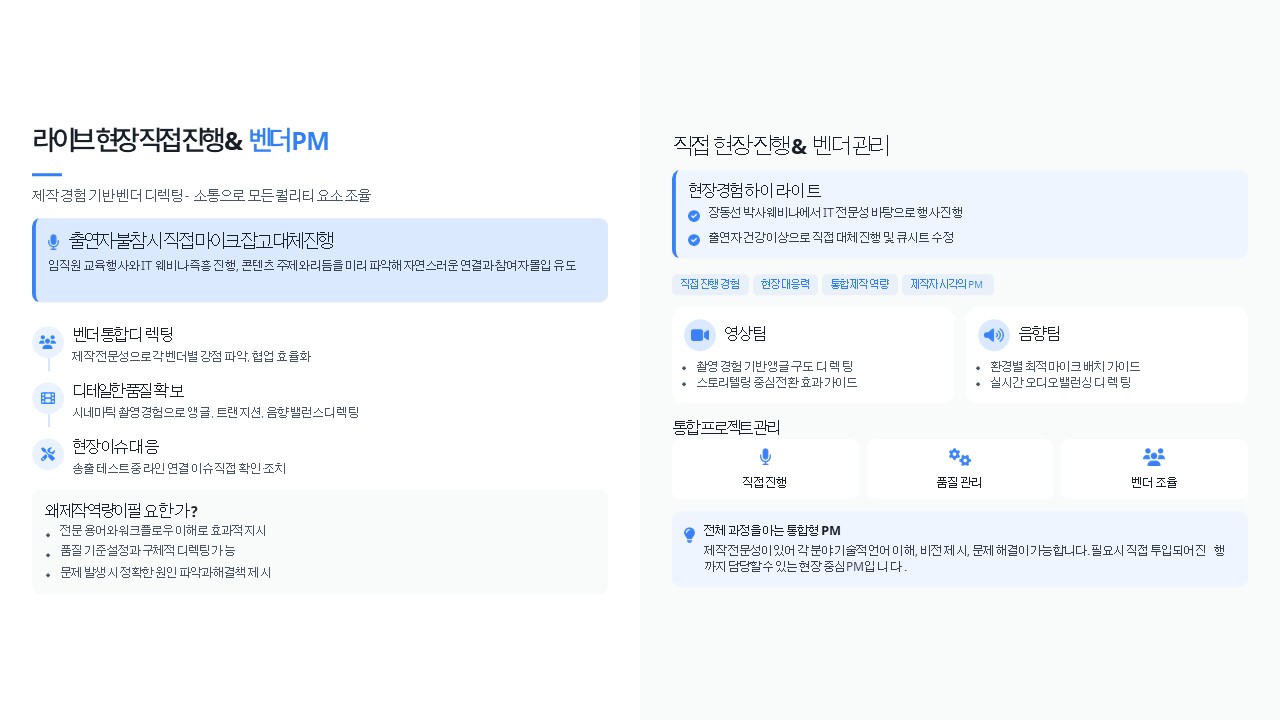 라이브 현장 직접 진행 & 벤더 PM
제작 경험 기반 벤더 디렉팅 - 소통으로 모든 퀄리티 요소 조율
출연자 불참 시 직접 마이크 잡고 대체 진행
임직원 교육행사와 IT 웨비나 즉흥 진행, 콘텐츠 주제와 리듬을 미리 파악해 자연스러운 연결과 참여자 몰입 유도
벤더 통합 디렉팅
제작 전문성으로 각 벤더별 강점 파악, 협업 효율화
디테일한 품질 확보
시네마틱 촬영 경험으로 앵글, 트랜지션, 음향 밸런스 디렉팅
현장 이슈 대응
송출 테스트 중 라인 연결 이슈 직접 확인 조치
왜 제작 역량이 필요한가?
전문 용어와 워크플로우 이해로 효과적 지시
품질 기준 설정과 구체적 디렉팅 가능
문제 발생 시 정확한 원인 파악과 해결책 제시
직접 현장 진행 & 벤더 관리
현장 경험 하이라이트
장동선 박사 웨비나에서 IT 전문성 바탕으로 행사 진행
출연자 건강 이상으로 직접 대체 진행 및 큐시트 수정
직접 진행 경험
현장 대응력
통합 제작 역량
제작자 시각의 PM
영상팀
촬영 경험 기반 앵글 구도 디렉팅
스토리텔링 중심 전환 효과 가이드
음향팀
환경별 최적 마이크 배치 가이드
실시간 오디오 밸런싱 디렉팅
통합 프로젝트 관리
직접 진행
품질 관리
벤더 조율
전체 과정을 아는 통합형 PM
제작 전문성이 있어 각 분야 기술적 언어 이해, 비전 제시, 문제 해결이 가능합니다. 필요시 직접 투입되어 진행
까지 담당할 수 있는 현장 중심 PM입니다.